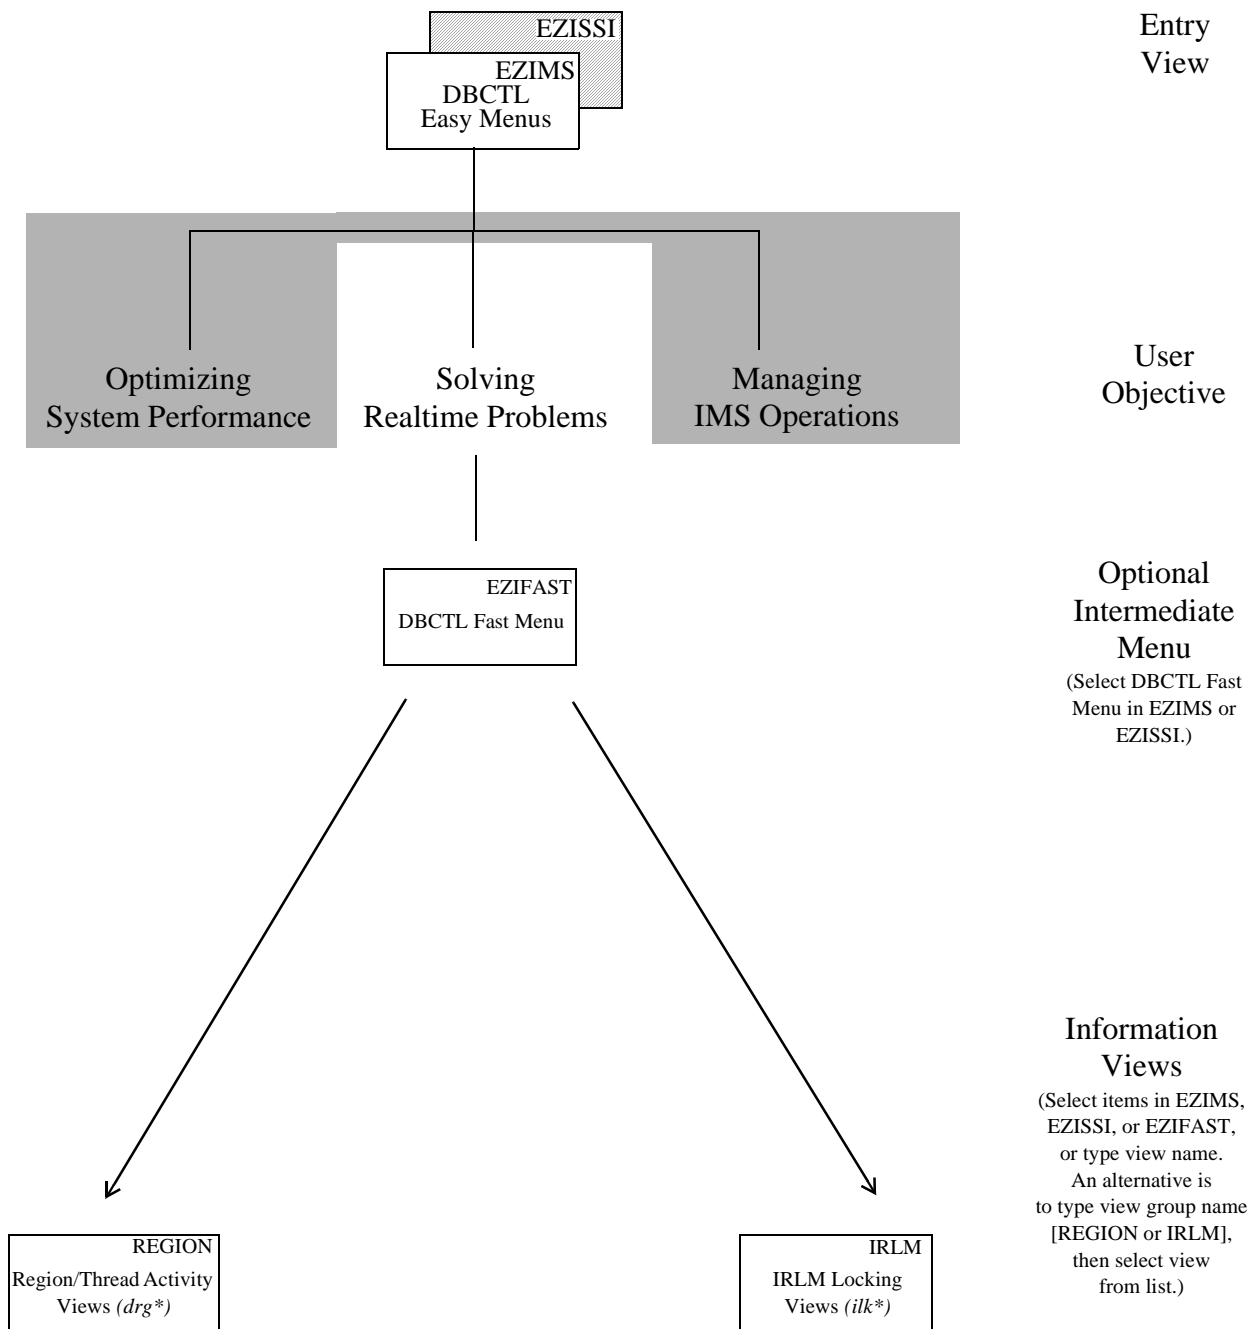 EZISSI
EZIMS
DBCTL
Easy Menus
Entry
View
Optimizing
System Performance
Solving
Realtime Problems
Managing
IMS Operations
User
Objective
EZIFAST
DBCTL Fast Menu
Optional
Intermediate
Menu
(Select DBCTL Fast
Menu in EZIMS or
EZISSI.)
Information
Views
(Select items in EZIMS,
EZISSI, or EZIFAST,
or type view name.
An alternative is
to type view group name
[REGION or IRLM],
then select view
from list.)
REGION
Region/Thread Activity
Views (drg*)
IRLM
IRLM Locking
Views (ilk*)